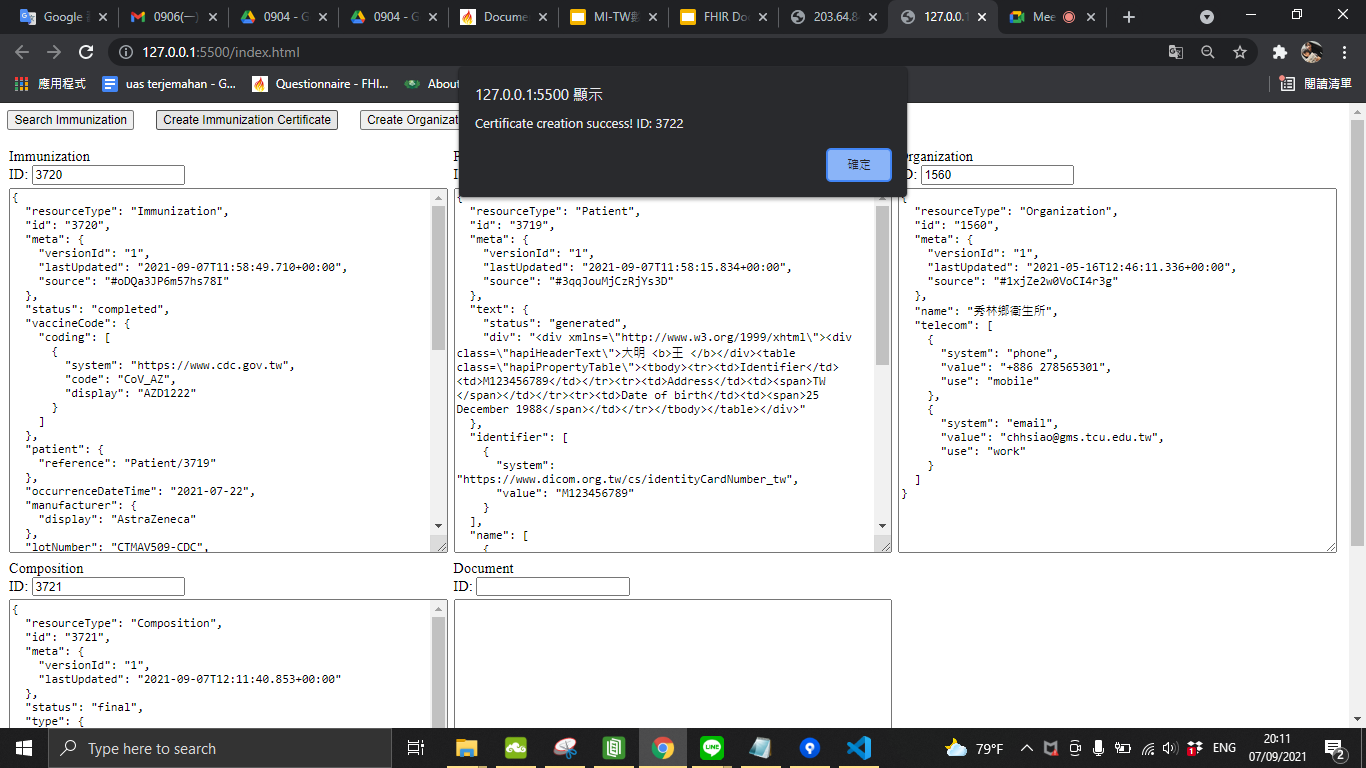 Google
0906(一)
0904 - G
0904 - G
Docume
MI-TW
FHIR Do
203.64.8
127.0.0.1
Mee
127.0.0.1:5500/index.html
應用程式
uas terjemahan - G...
Questionnaire - FHI...
About
閱讀清單
127.0.0.1:5500 顯示
Certificate creation success! ID: 3722
確定
Search Immunization
Create Immunization Certificate
Create Organizat
Immunization
ID: 3720
{
"resourceType": "Immunization",
"id": "3720",
"meta": {
"versionId": "1",
"lastUpdated": "2021-09-07T11:58:49.710+00:00",
"source": "#oDQa3JP6m57hs78I"
},
"status": "completed",
"vaccineCode": {
"coding": [
{
"system": "https://www.cdc.gov.tw",
"code": "CoV_AZ",
"display": "AZD1222"
}
]
},
"patient": {
"reference": "Patient/3719"
},
"occurrenceDateTime": "2021-07-22",
"manufacturer": {
"display": "AstraZeneca"
},
"lotNumber": "CTMAV509-CDC",
{
"resourceType": "Patient",
"id": "3719",
"meta": {
"versionId": "1",
"lastUpdated": "2021-09-07T11:58:15.834+00:00",
"source": "#3qqJouMjCzRjYs3D"
},
"text": {
"status": "generated",
"div": "<div xmlns=\"http://www.w3.org/1999/xhtml\"><div
class=\"hapiHeaderText\">大明 <b>王 </b></div><table
class=\"hapiPropertyTable\"><tbody><tr><td>Identifier</td>
<td>M123456789</td></tr><tr><td>Address</td><td><span>TW
</span></td></tr><tr><td>Date of birth</td><td><span>25
December 1988</span></td></tr></tbody></table></div>"
},
"identifier": [
{
"system":
"https://www.dicom.org.tw/cs/identityCardNumber_tw",
"value": "M123456789"
}
],
"name": [
{
rganization
D: 1560
{
"resourceType": "Organization",
"id": "1560",
"meta": {
"versionId": "1",
"lastUpdated": "2021-05-16T12:46:11.336+00:00",
"source": "#1xjZe2w0VoCI4r3g"
},
"name": "秀林鄉衛生所",
"telecom": [
{
"system": "phone",
"value": "+886 278565301",
"use": "mobile"
},
{
"system": "email",
"value": "chhsiao@gms.tcu.edu.tw",
"use": "work"
}
]
}
Composition
ID: 3721
{
"resourceType": "Composition",
"id": "3721",
"meta": {
"versionId": "1",
"lastUpdated": "2021-09-07T12:11:40.853+00:00"
},
"status": "final",
"type": {
Document
ID:
Type here to search
79°F
ENG
20:11
07/09/2021
2